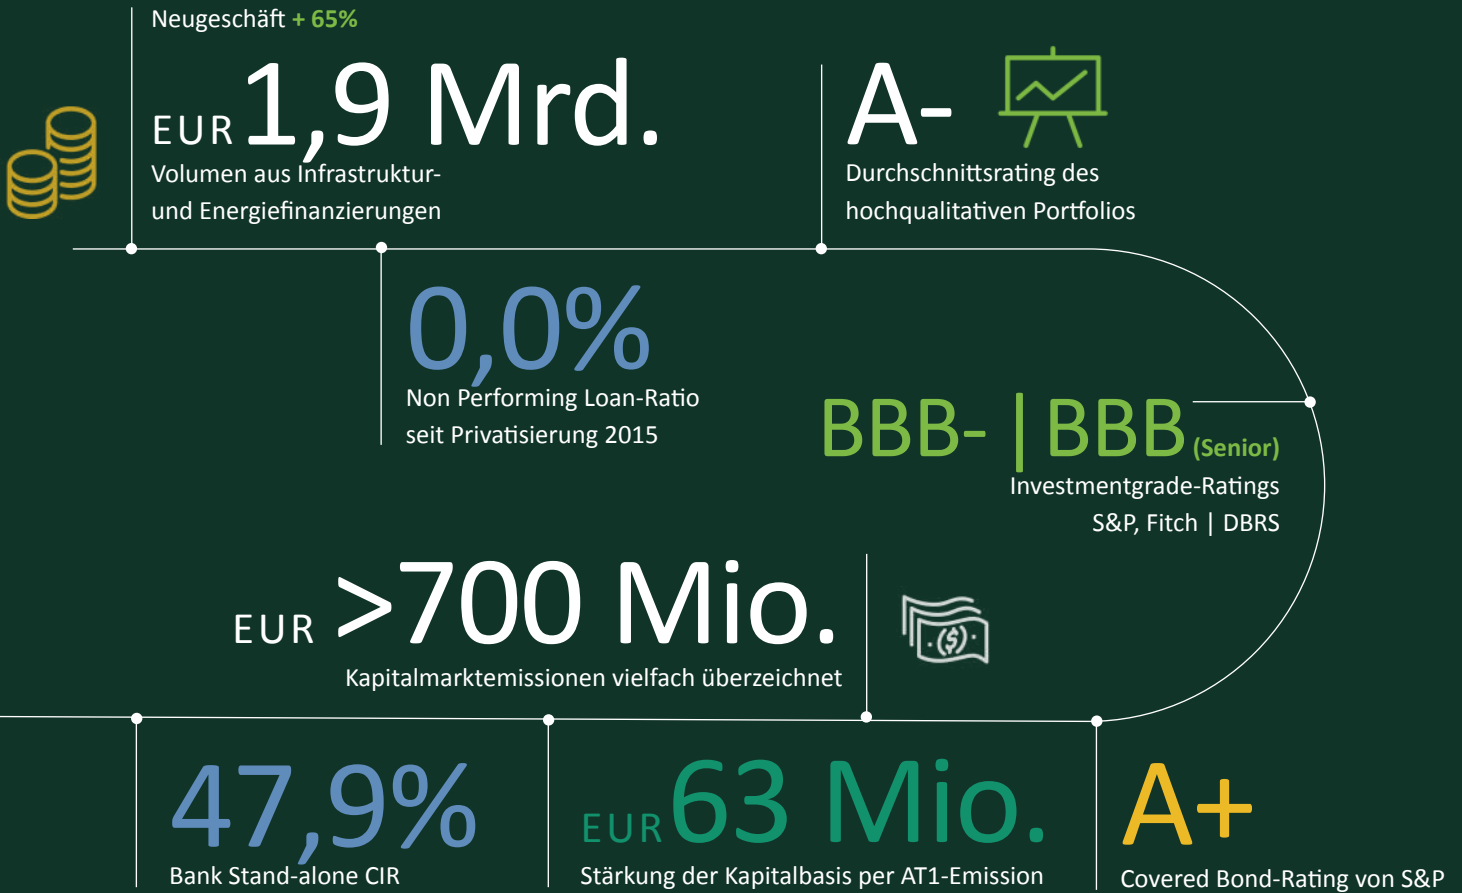 Neugeschäft + 65%
EUR 1,9 Mrd.
Volumen aus Infrastruktur-
und Energiefinanzierungen
A-
Durchschnittsrating des
hochqualitativen Portfolios
0,0%
Non Performing Loan-Ratio
seit Privatisierung 2015
BBB- | BBB (Senior)
Investmentgrade-Ratings
S&P, Fitch | DBRS
EUR >700 Mio.
Kapitalmarktemissionen vielfach überzeichnet
($)
47,9%
Bank Stand-alone CIR
EUR 63 Mio.
Stärkung der Kapitalbasis per AT1-Emission
A+
Covered Bond-Rating von S&P